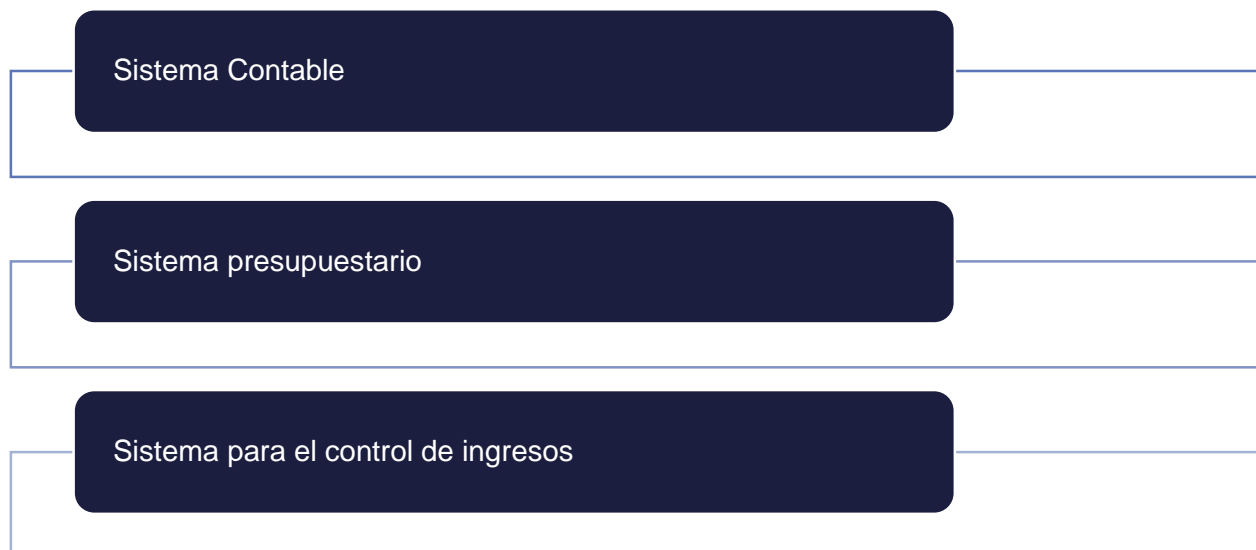 Sistema Contable
Sistema presupuestario
Sistema para el control de ingresos